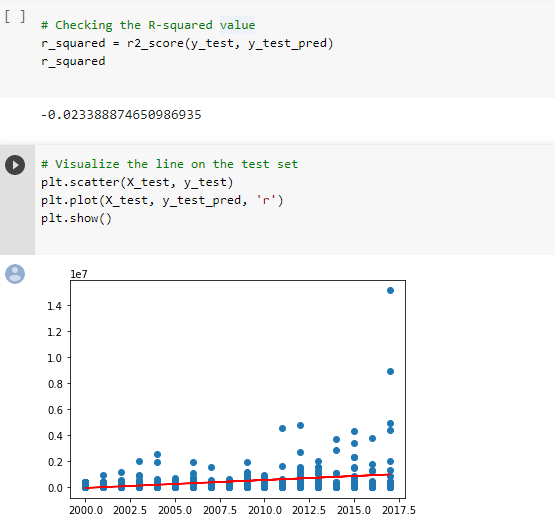 [ ]
# Checking the R-squared value
r_squared = r2_score(y_test, y_test_pred)
r_squared
-0.023388874650986935
# Visualize the line on the test set
plt.scatter(X_test, y_test)
plt.plot(X_test, y_test_pred, 'r')
plt.show()
1e7
1.4
1.2
1.0
0.8
0.6
0.4
0.2
0.0
2000.0 2002.5 2005.0 2007.5 2010.0 2012.5 2015.0 2017.5